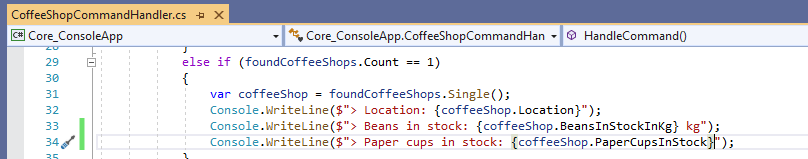 CoffeeShopCommandHandler.cs
C# Core_ConsoleApp Core_ConsoleApp.CoffeeShopCommandHan HandleCommand()
28 }
29 else if (foundCoffeeShops.Count == 1)
30 {
31 var coffeeShop = foundCoffeeShops.Single();
32 Console.WriteLine($"> Location: {coffeeShop.Location}");
33 Console.WriteLine($"> Beans in stock: {coffeeShop.BeansInStockInKg} kg");
34 Console.WriteLine($"> Paper cups in stock: {coffeeShop.PaperCupsInStock}");
35 }